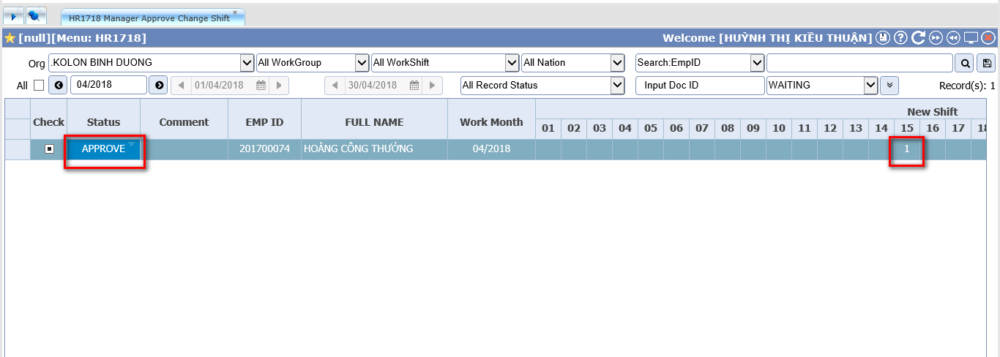 HR1718 Manager Approve Change Shift ×
[null][Menu: HR1718] Welcome [HUỲNH THỊ KIỀU THUẬN]
Org .KOLON BINH DUONG All WorkGroup All WorkShift All Nation Search:EmpID
All 04/2018 01/04/2018 30/04/2018 All Record Status Input Doc ID WAITING Record(s): 1
New Shift
Check Status Comment EMP ID FULL NAME Work Month
01 02 03 04 05 06 07 08 09 10 11 12 13 14 15 16 17 18
APPROVE 201700074 HOÀNG CÔNG THƯỞNG 04/2018 1